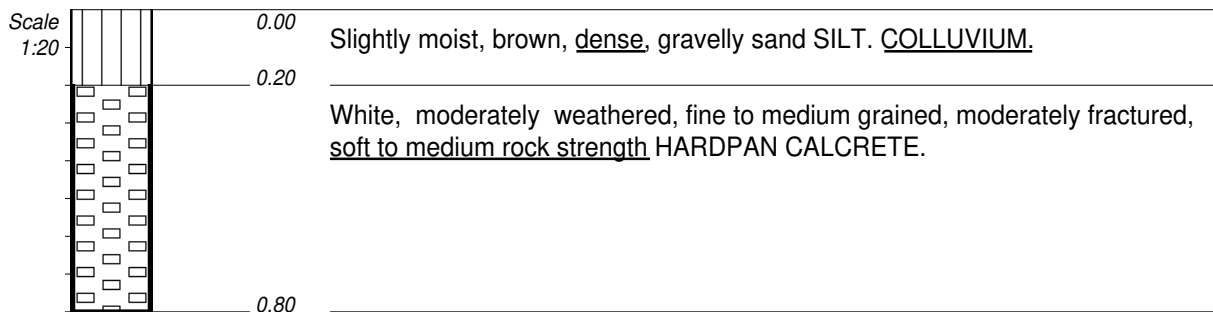 Scale
1:20
0.00
Slightly moist, brown, dense, gravelly sand SILT. COLLUVIUM.
0.20
White, moderately weathered, fine to medium grained, moderately fractured,
soft to medium rock strength HARDPAN CALCRETE.
0.80